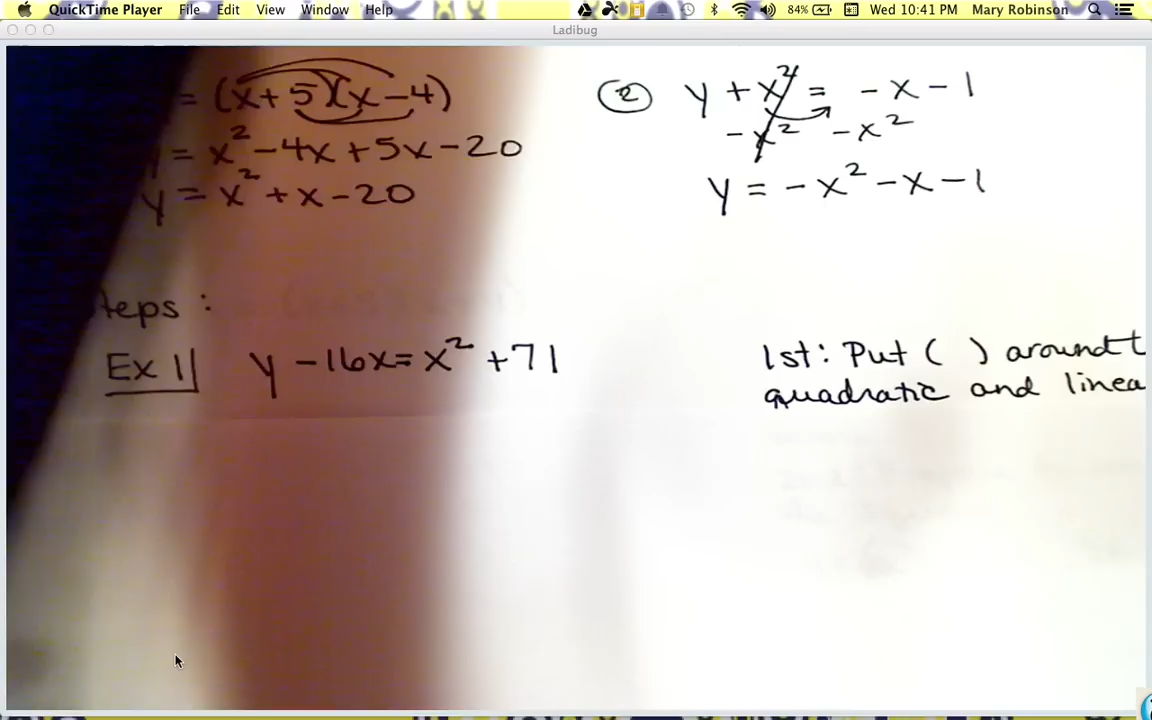 QuickTime Player File Edit View Window Help 84% Wed 10:41 PM Mary Robinson
Ladibug
= (x+5)(x-4)
y = x² - 4x + 5x - 20
y = x² + x - 20
② y + x² = -x - 1
- x² - x²
y = -x² - x - 1
teps :
Ex 1 y - 16x = x² + 71
1st: Put ( ) around t
quadratic and linea